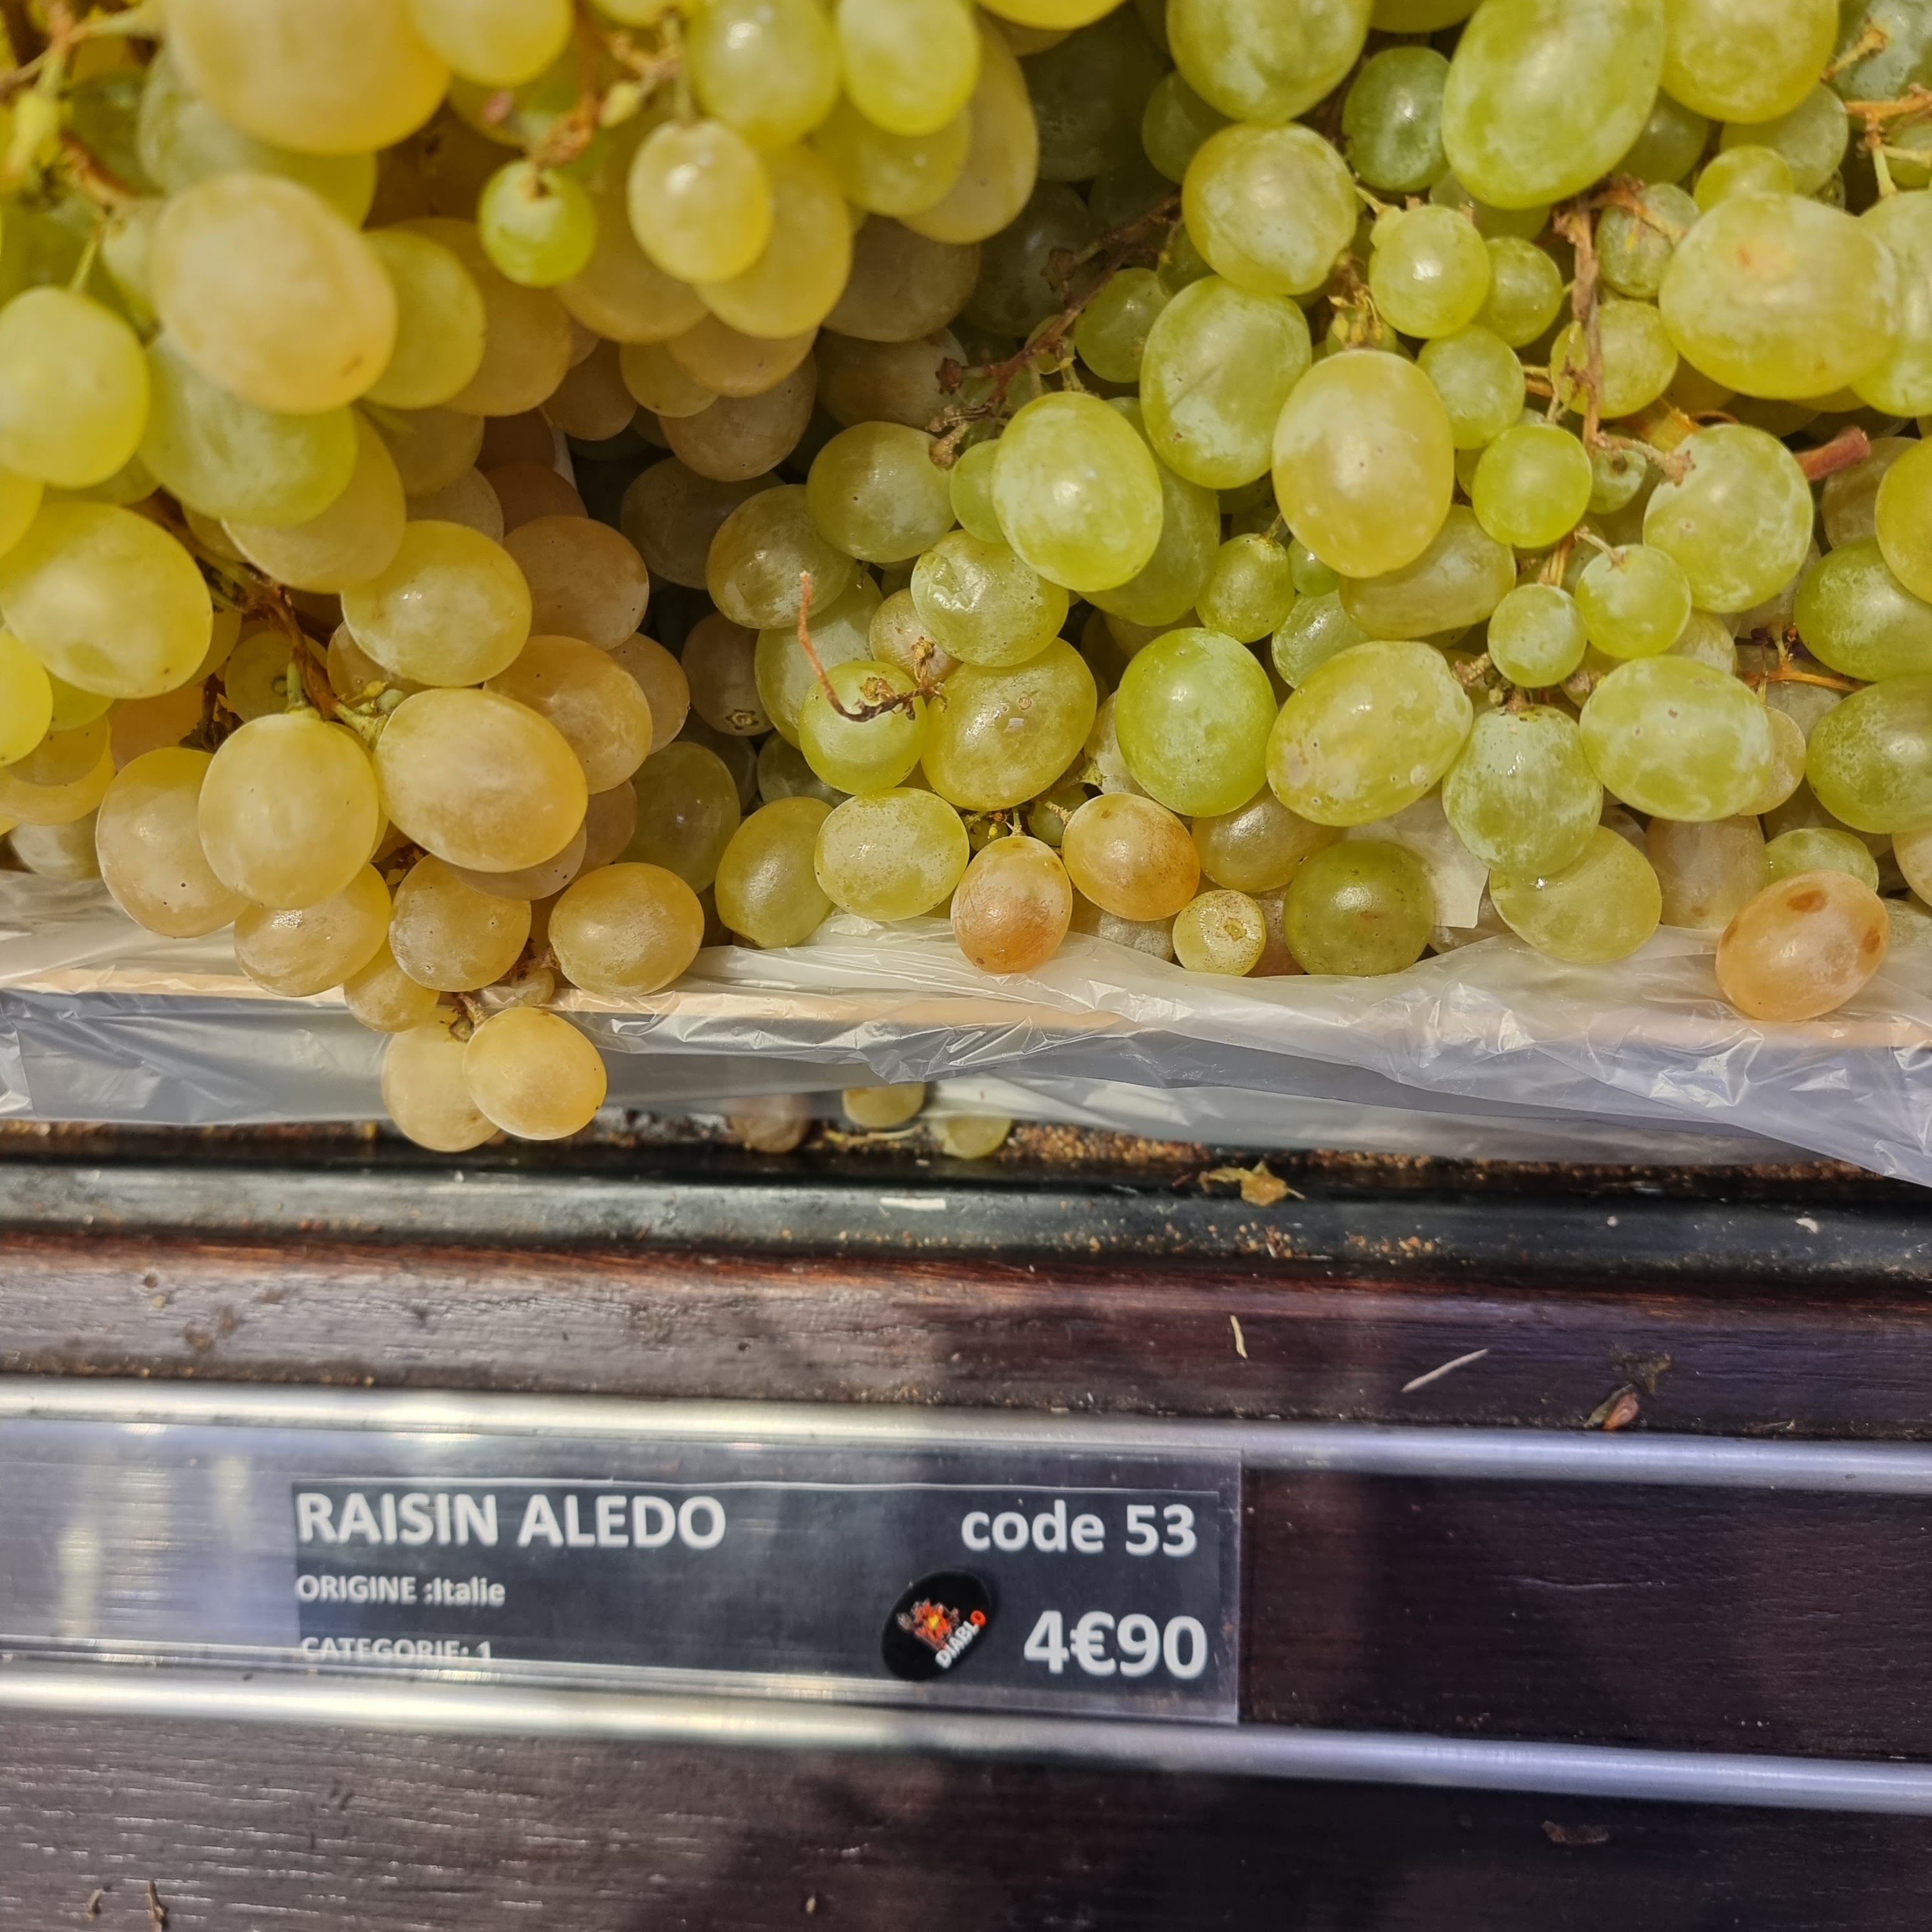 RAISIN ALEDO code 53
ORIGINE :Italie
CATEGORIE: 1
DIABLO
4€90